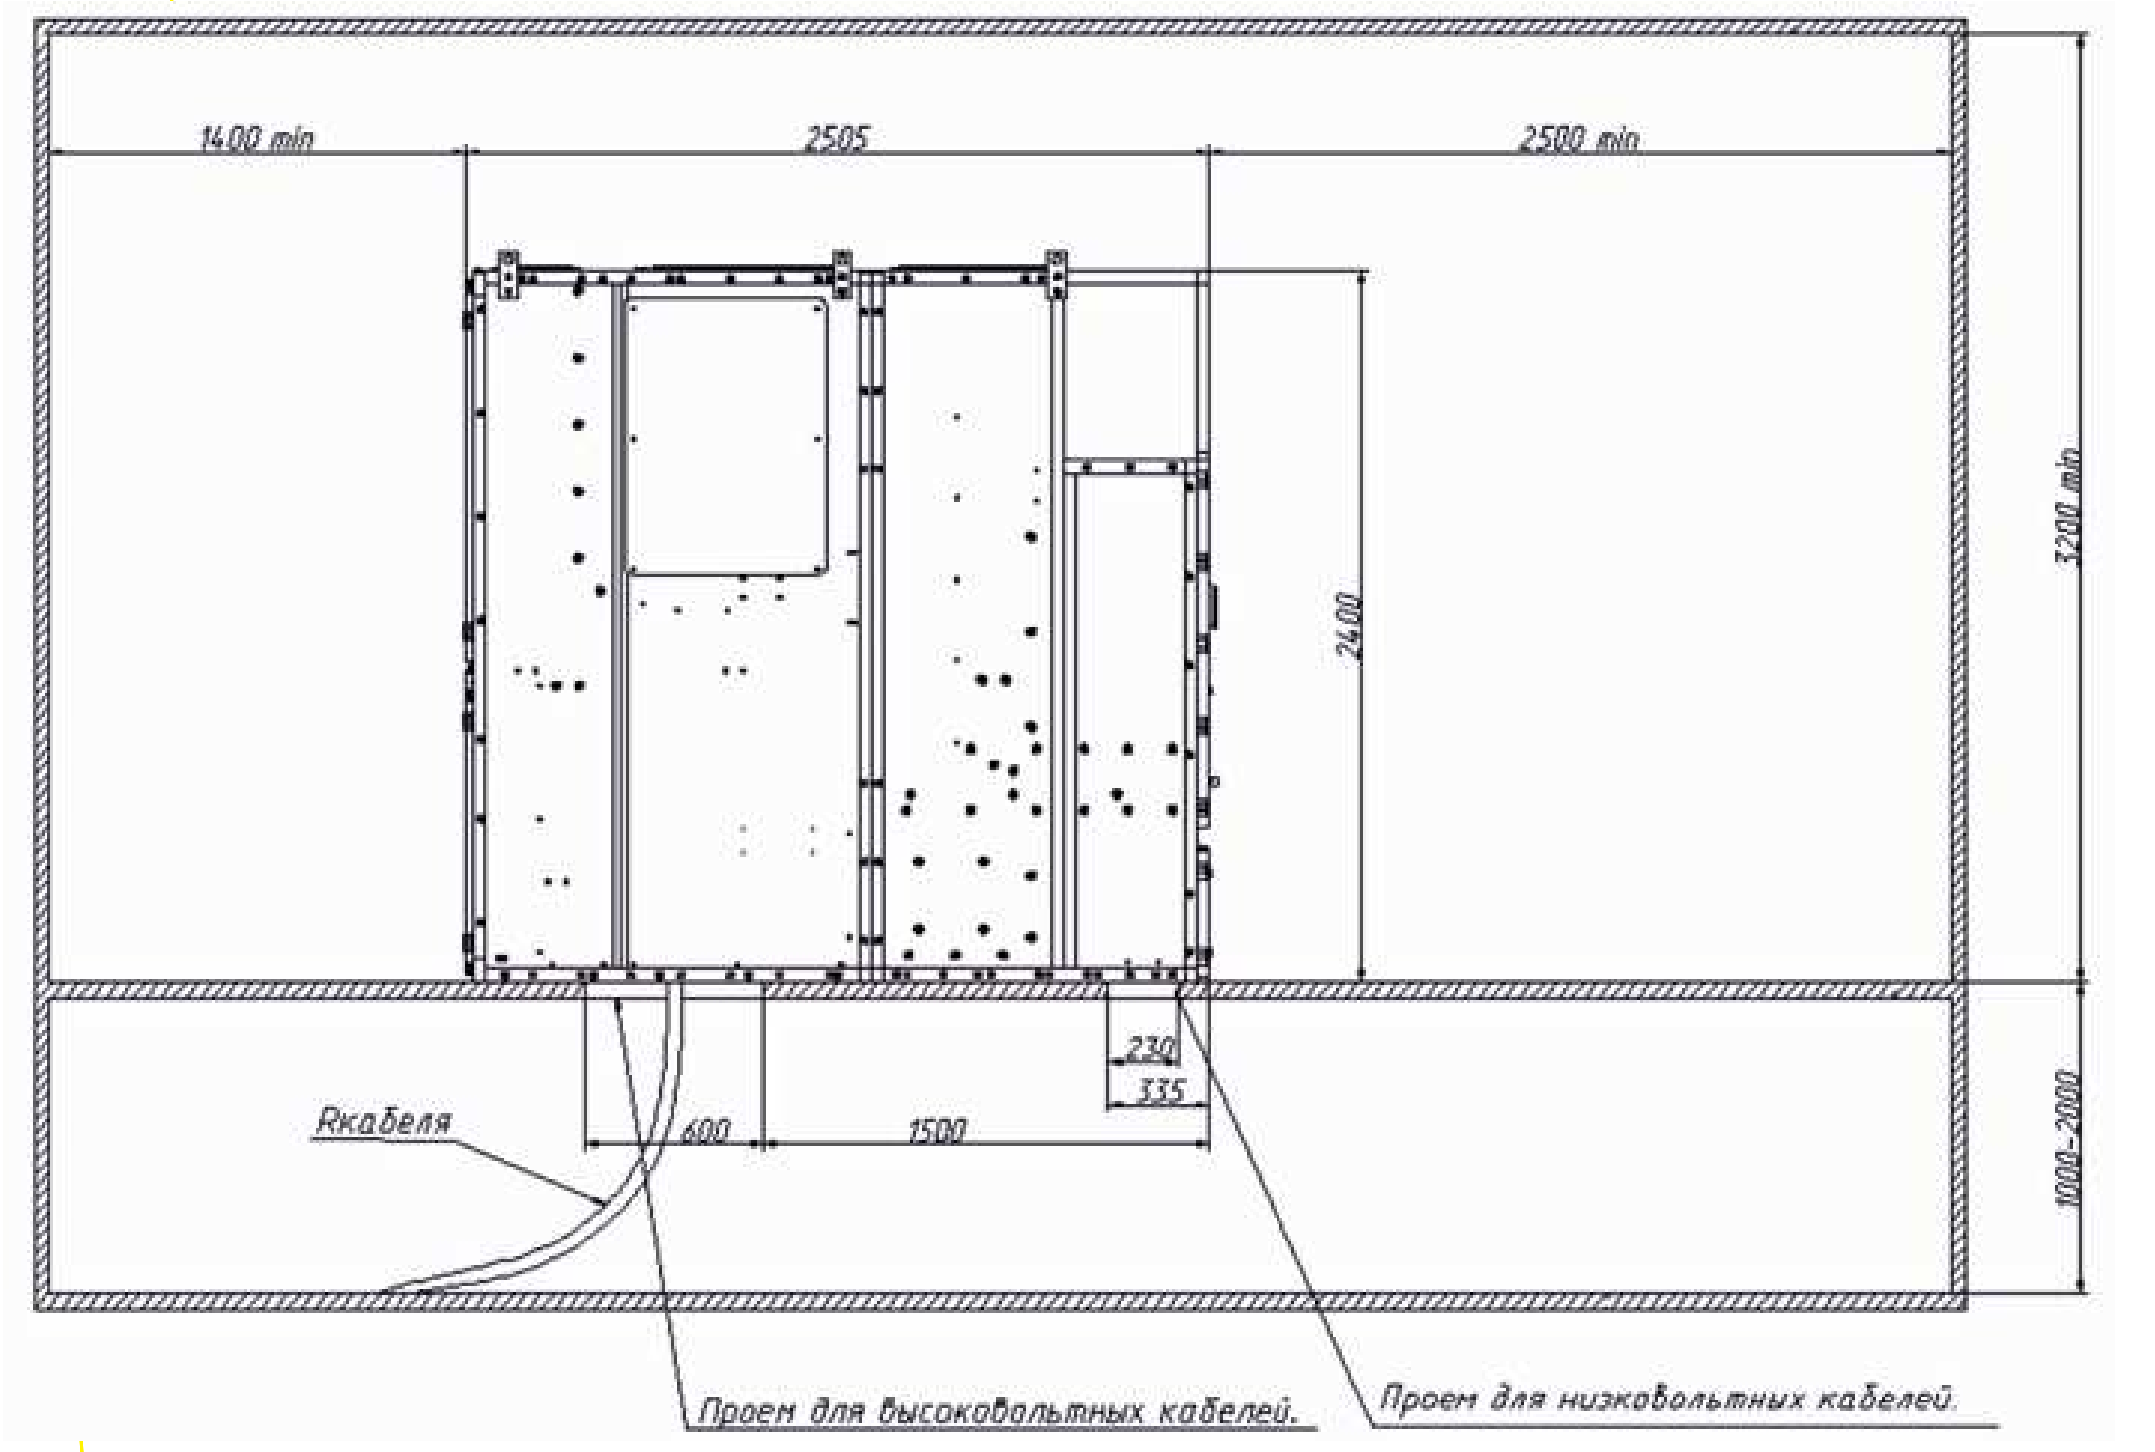 1400 min
2505
2500 min
3200 min
2400
230
335
600
1500
Rкабеля
1000-2000
Проем для высоковольтных кабелей.
Проем для низковольтных кабелей.